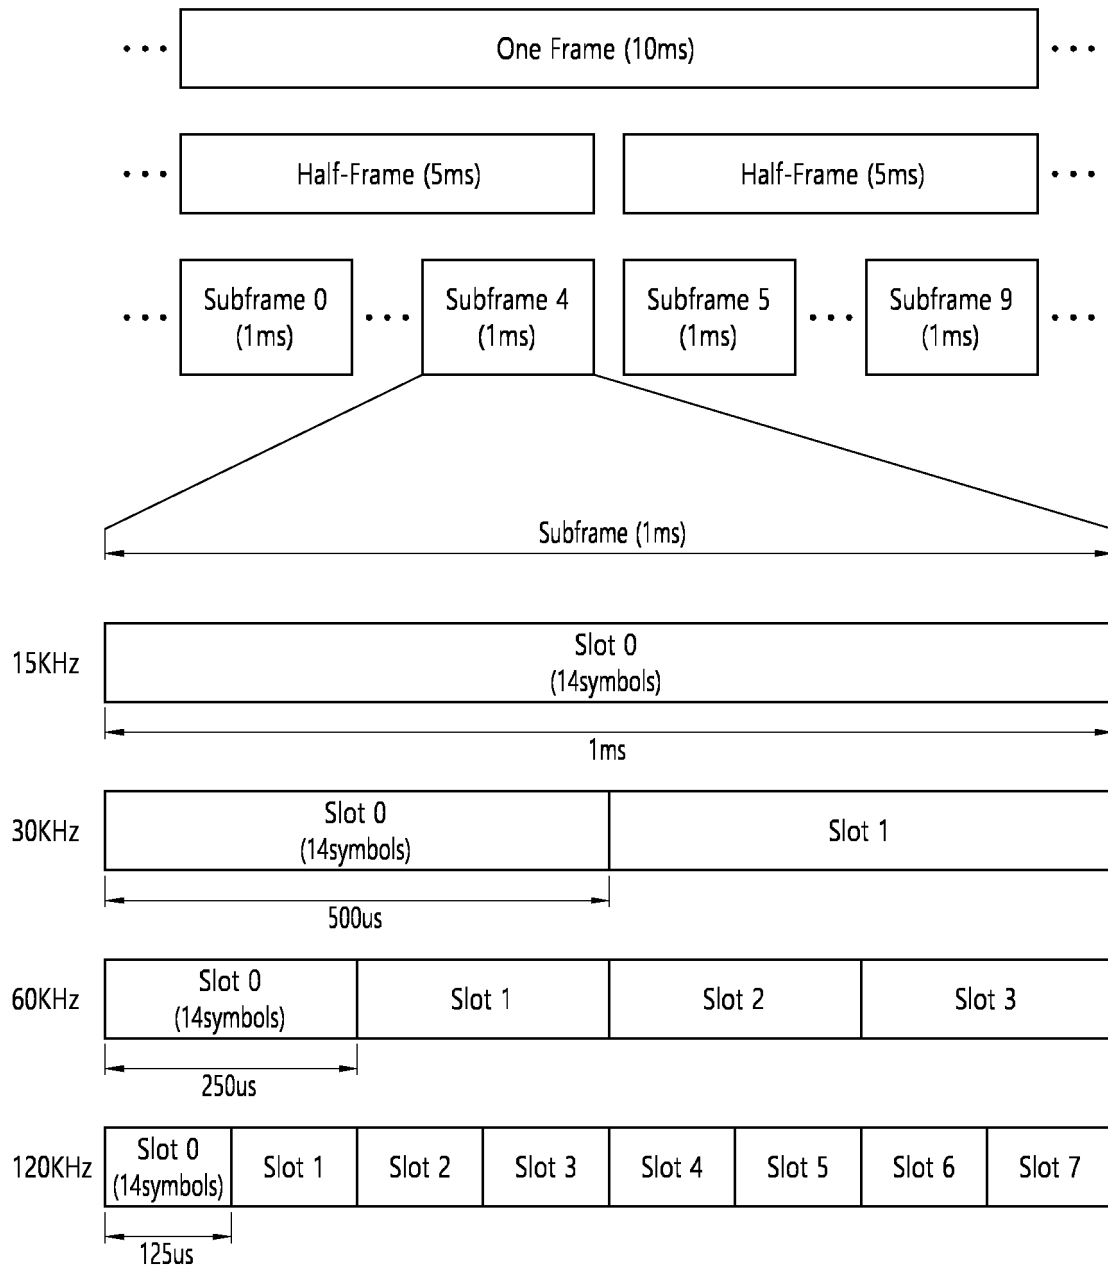 One Frame (10ms)
Half-Frame (5ms) Half-Frame (5ms)
Subframe 0 Subframe 4 Subframe 5 Subframe 9
(1ms) (1ms) (1ms) (1ms)
Subframe (1ms)
15KHz Slot 0
(14symbols)
1ms
30KHz Slot 0 Slot 1
(14symbols)
500us
60KHz Slot 0 Slot 1 Slot 2 Slot 3
(14symbols)
250us
120KHz Slot 0 Slot 1 Slot 2 Slot 3 Slot 4 Slot 5 Slot 6 Slot 7
(14symbols)
125us